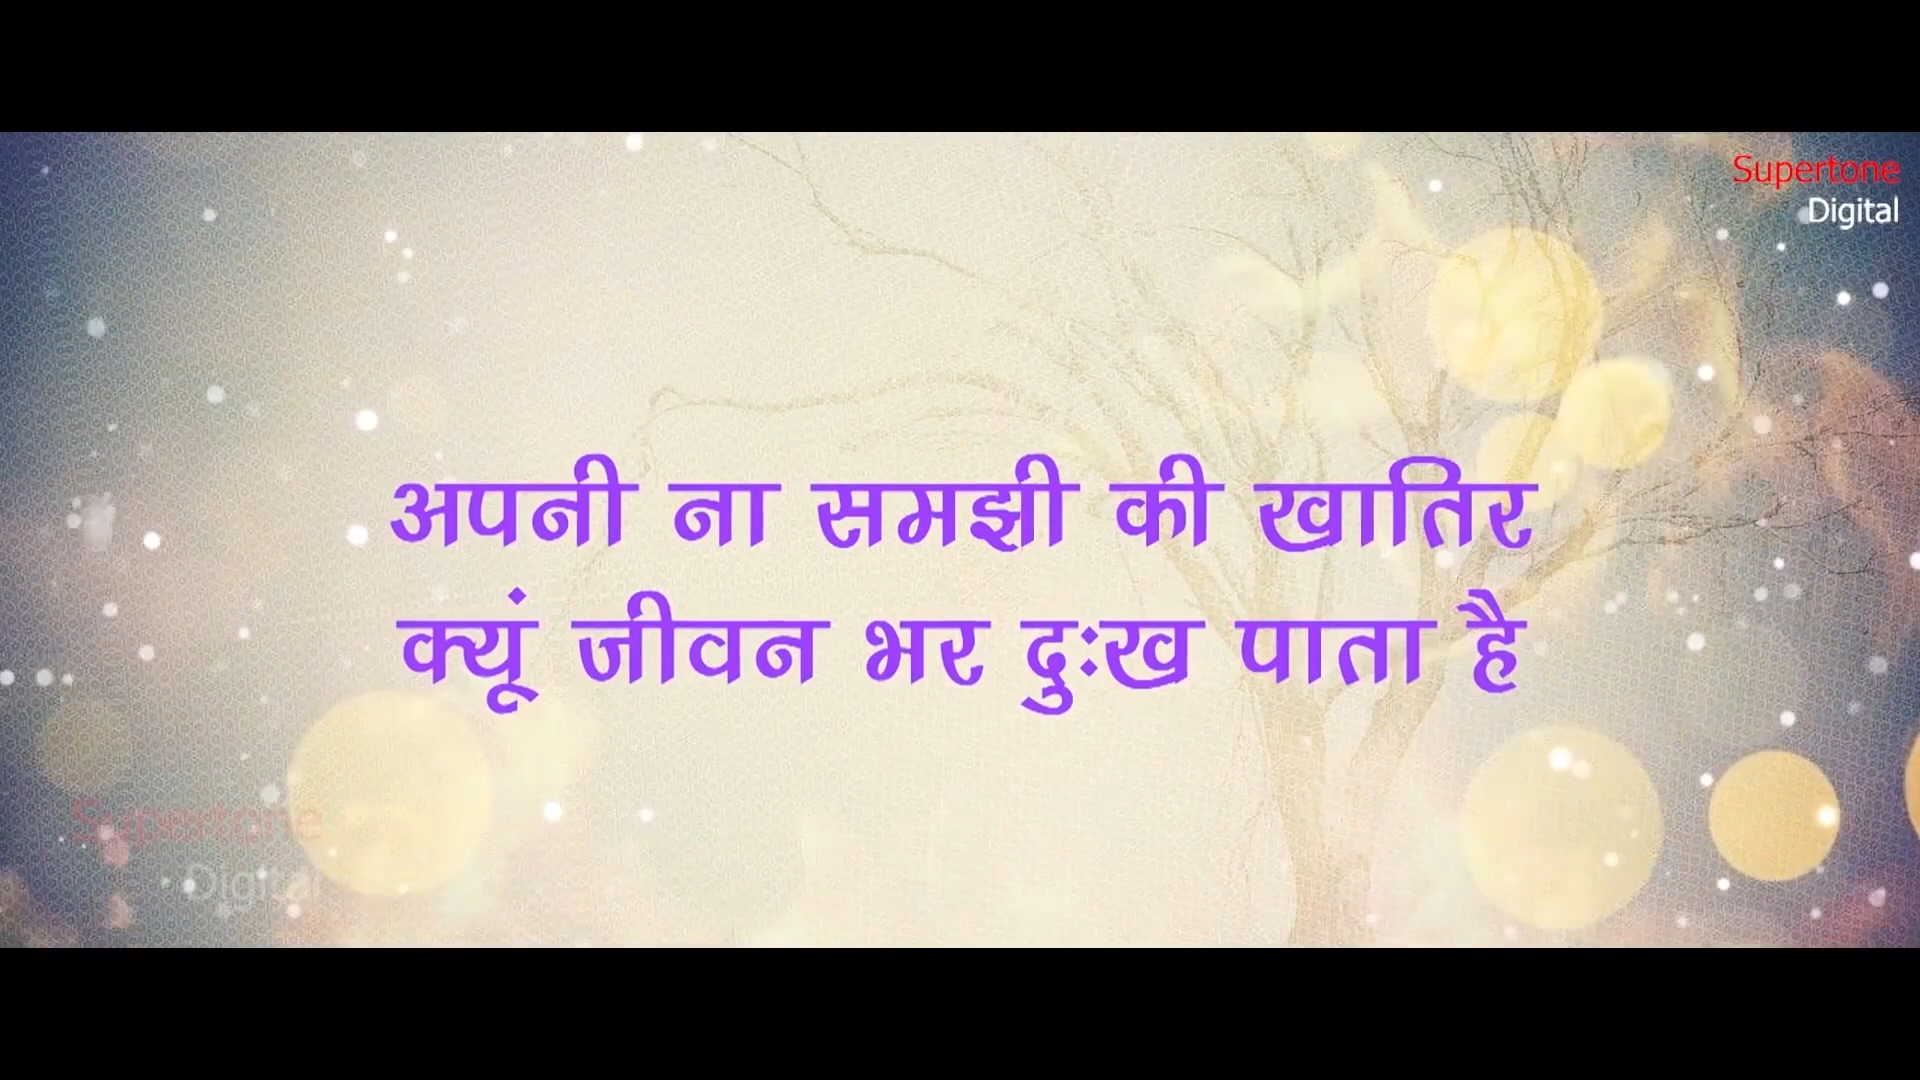 Supertone
Digital
अपनी ना समझी की खातिर
क्यूं जीवन भर दुःख पाता है
Supertone
Digital